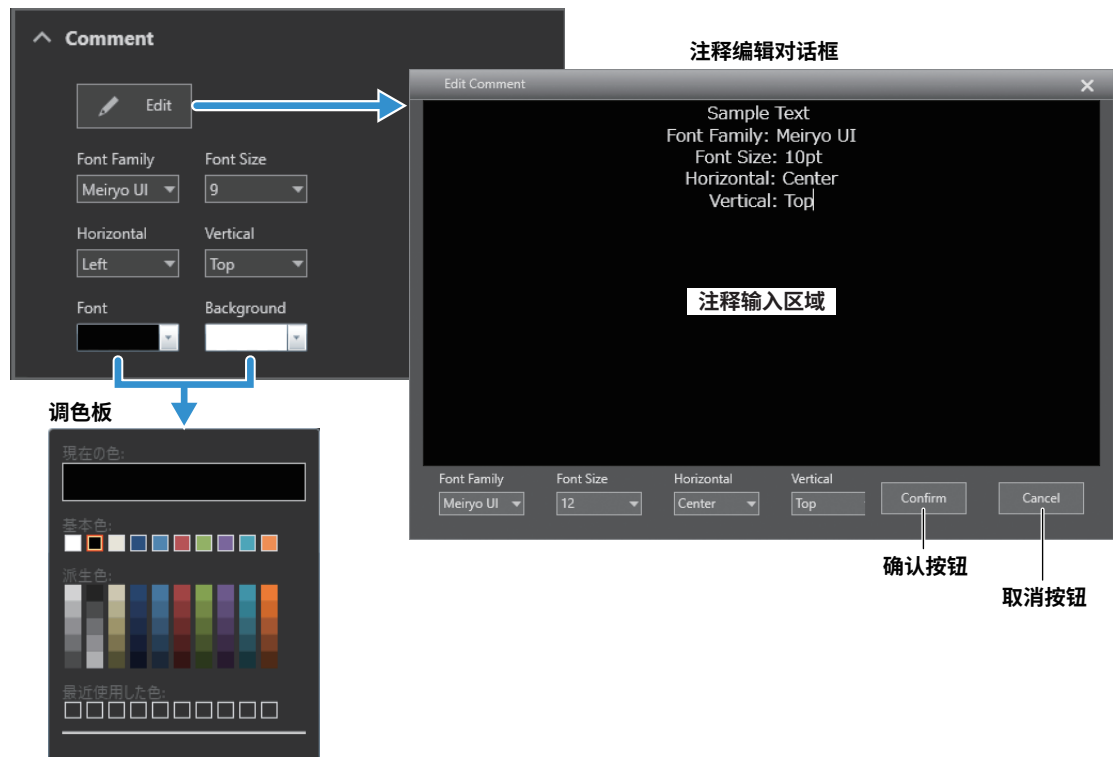 Comment
Edit
Font Family Font Size
Meiryo UI 9
Horizontal Vertical
Left Top
Font Background
调色板
現在の色:
基本色:
派生色:
最近使用した色:
注释编辑对话框
Edit Comment
Sample Text
Font Family: Meiryo UI
Font Size: 10pt
Horizontal: Center
Vertical: Top
注释输入区域
Font Family Font Size Horizontal Vertical
Meiryo UI 12 Center Top Confirm Cancel
确认按钮
取消按钮